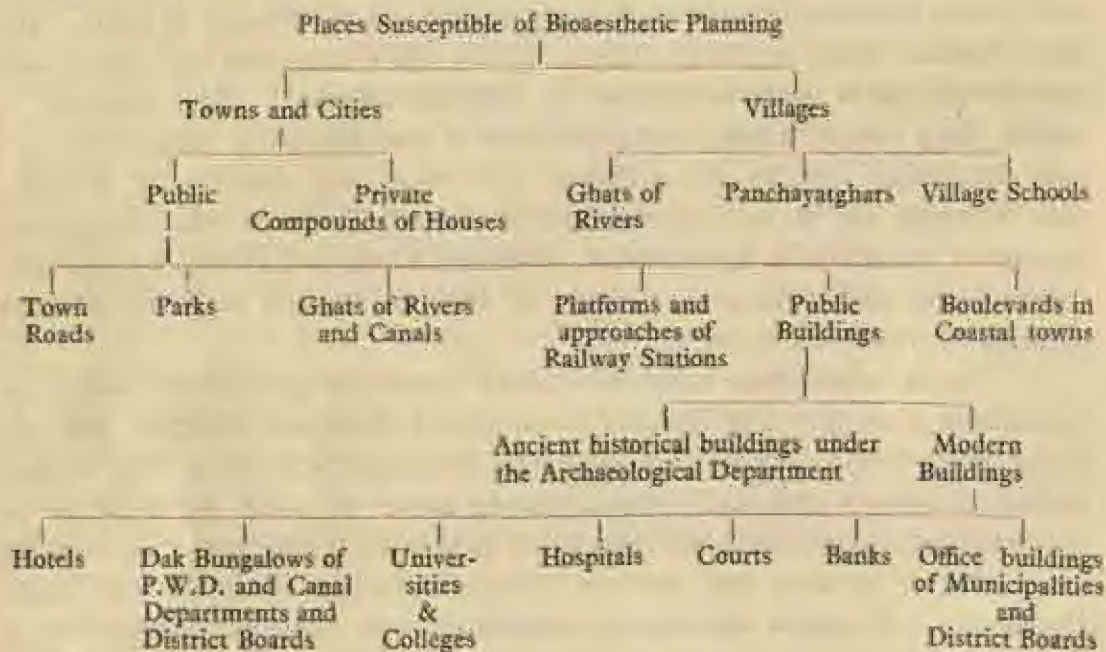 Places Susceptible of Bioaesthetic Planning
Towns and Cities
Villages
Public
Private
Compounds of Houses
Ghats of
Rivers
Panchayatghars
Village Schools
Town
Roads
Parks
Ghats of Rivers
and Canals
Platforms and
approaches of
Railway Stations
Public
Buildings
Boulevards in
Coastal towns
Ancient historical buildings under
the Archaeological Department
Modern
Buildings
Hotels
Dak Bungalows of
P.W.D. and Canal
Departments and
District Boards
Univer-
sities
&
Colleges
Hospitals
Courts
Banks
Office buildings
of Municipalities
and
District Boards